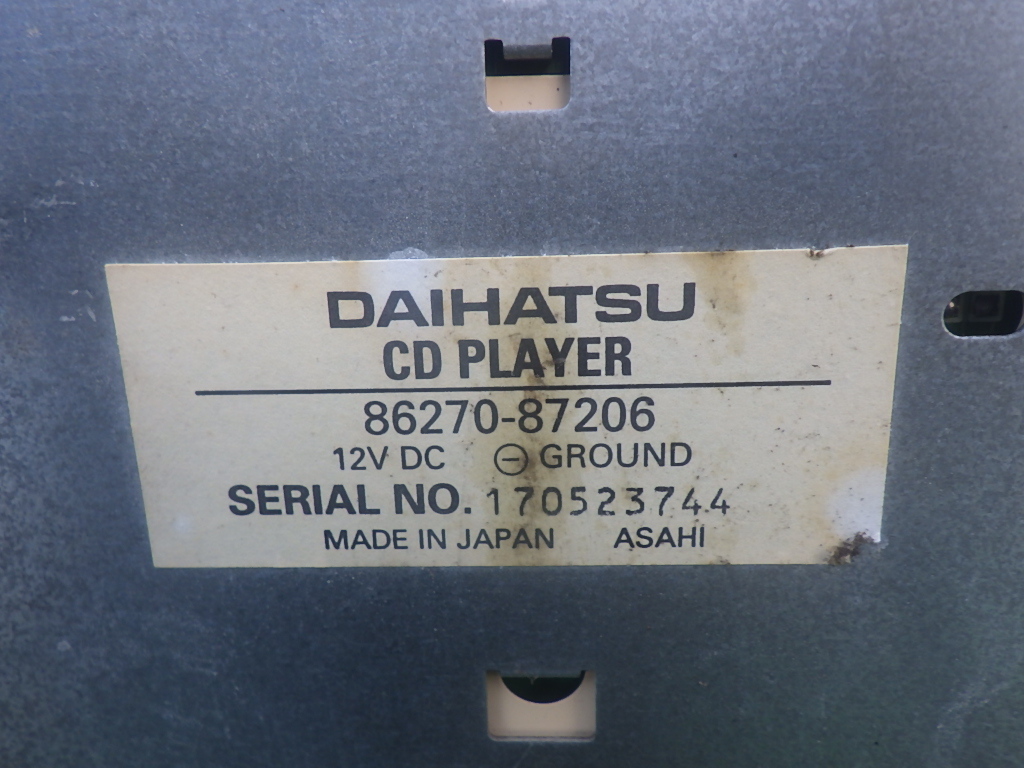 DAIHATSU
CD PLAYER
86270-87206
12V DC ⊖ GROUND
SERIAL NO. 170523744
MADE IN JAPAN ASAHI